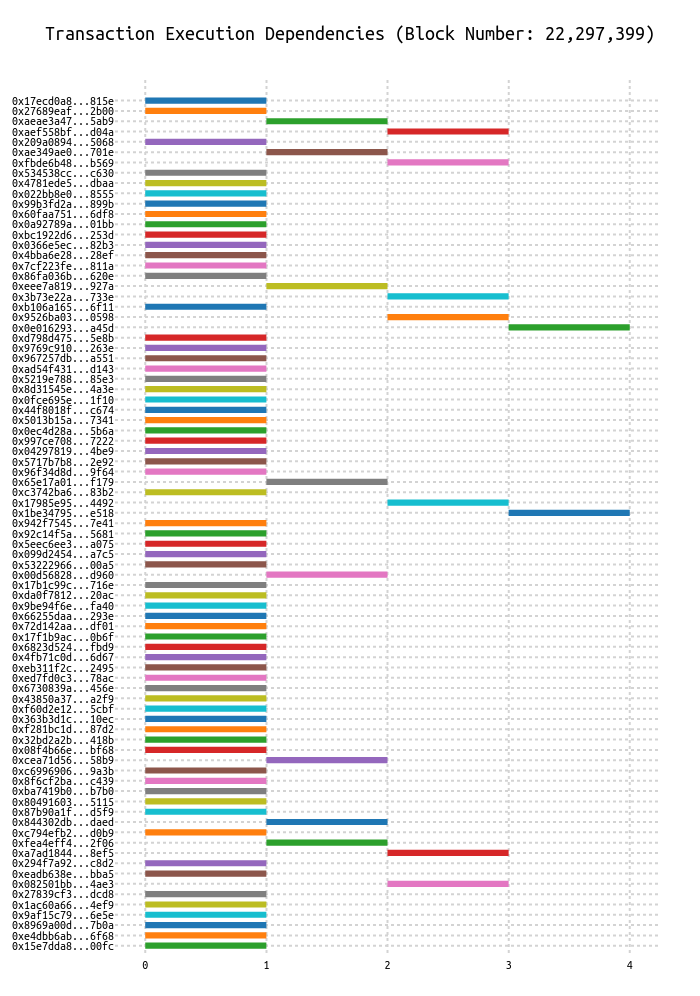 Transaction Execution Dependencies (Block Number: 22,297,399)
0x17ecd0a8...815e
0x27689eaf...2b00
0xaeae3a47...5ab9
0xaef558bf...d04a
0x209a0894...5068
0xae349ae0...701e
0xfbde6b48...b569
0x534538cc...c630
0x4781ede5...dbaa
0x022bb8e0...8555
0x99b3fd2a...899b
0x60faa751...6df8
0x0a92789a...01bb
0xbc1922d6...253d
0x0366e5ec...82b3
0x4bba6e28...28ef
0x7cf223fe...811a
0x86fa036b...620e
0xeee7a819...927a
0x3b73e22a...733e
0xb106a165...6f11
0x9526ba03...0598
0x0e016293...a45d
0xd798d475...5e8b
0x9769c910...263e
0x967257db...a551
0xad54f431...d143
0x5219e788...85e3
0x8d31545e...4a3e
0x0fce695e...1f10
0x44f8018f...c674
0x5013b15a...7341
0x0ec4d28a...5b6a
0x997ce708...7222
0x04297819...4be9
0x5717b7b8...2e92
0x96f34d8d...9f64
0x65e17a01...f179
0xc3742ba6...83b2
0x17985e95...4492
0x1be34795...e518
0x942f7545...7e41
0x92c14f5a...5681
0x5eec6ee3...a075
0x099d2454...a7c5
0x53222966...00a5
0x00d56828...d960
0x17b1c99c...716e
0xda0f7812...20ac
0x9be94f6e...fa40
0x66255daa...293e
0x72d142aa...df01
0x17f1b9ac...0b6f
0x6823d524...fbd9
0x4fb71c0d...6d67
0xeb311f2c...2495
0xed7fd0c3...78ac
0x6730839a...456e
0x43850a37...a2f9
0xf60d2e12...5cbf
0x363b3d1c...10ec
0xf281bc1d...87d2
0x32bd2a2b...418b
0x08f4b66e...bf68
0xcea71d56...58b9
0xc6996906...9a3b
0x8f6cf2ba...c439
0xba7419b0...b7b0
0x80491603...5115
0x87b90a1f...d5f9
0x844302db...daed
0xc794efb2...d0b9
0xfea4eff4...2f06
0xa7ad1844...8ef5
0x294f7a92...c8d2
0xeadb638e...bba5
0x082501bb...4ae3
0x27839cf3...dcd8
0x1ac60a66...4ef9
0x9af15c79...6e5e
0x8969a00d...7b0a
0xe4dbb6ab...6f68
0x15e7dda8...00fc
0 1 2 3 4